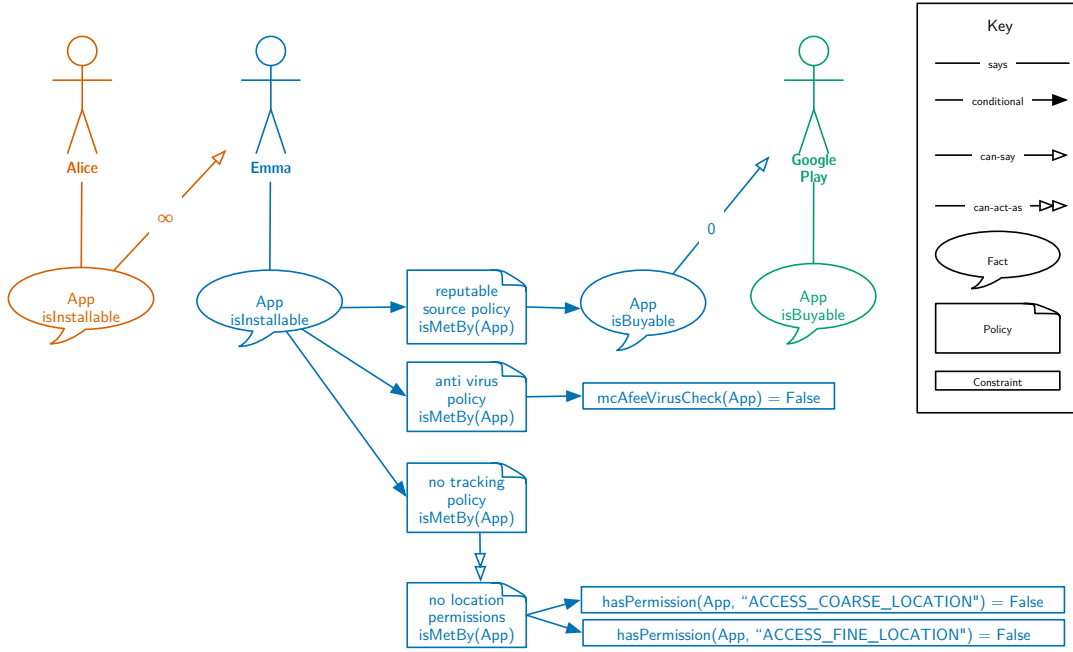 Alice
∞
App
isInstallable
Emma
App
isInstallable
reputable
source policy
isMetBy(App)
anti virus
policy
isMetBy(App)
mcAfeeVirusCheck(App) = False
no tracking
policy
isMetBy(App)
no location
permissions
isMetBy(App)
hasPermission(App, “ACCESS_COARSE_LOCATION") = False
hasPermission(App, “ACCESS_FINE_LOCATION") = False
App
isBuyable
0
Google
Play
App
isBuyable
Key
says
conditional
can-say
can-act-as
Fact
Policy
Constraint